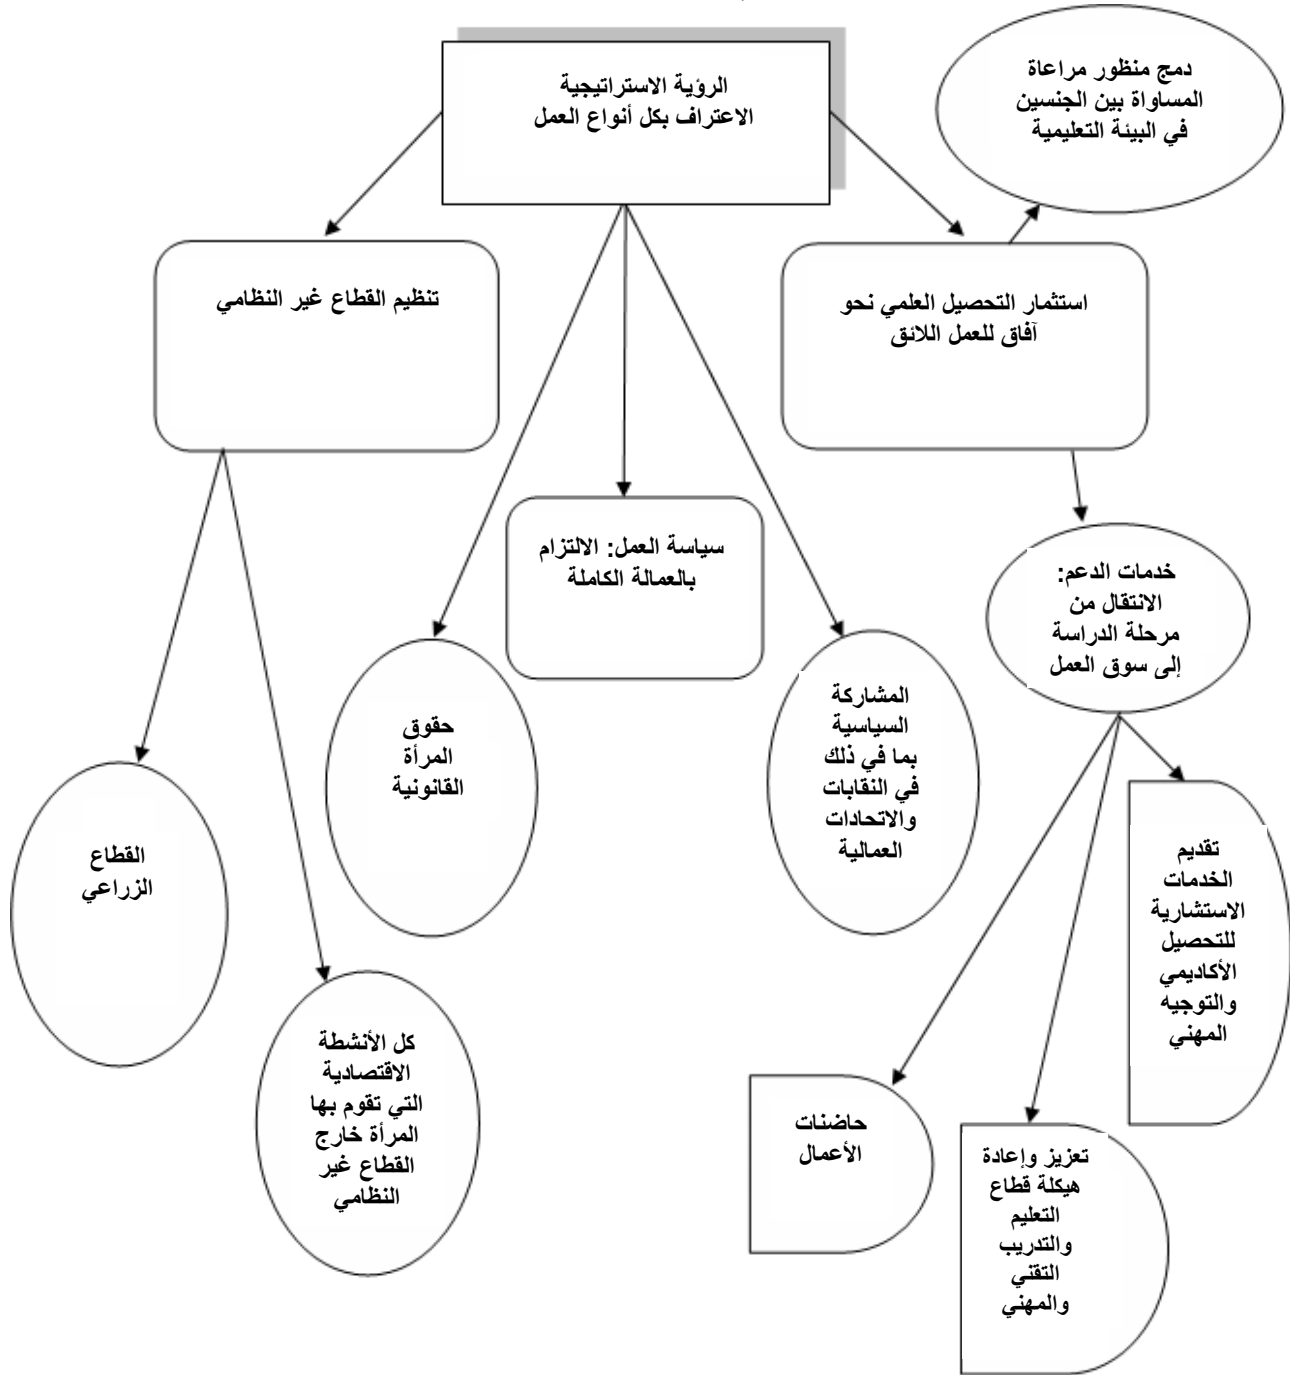 الرؤية الاستراتيجية
الاعتراف بكل أنواع العمل
دمج منظور مراعاة
المساواة بين الجنسين
في البيئة التعليمية
استثمار التحصيل العلمي نحو
آفاق للعمل اللائق
تنظيم القطاع غير النظامي
سياسة العمل: الالتزام
بالعمالة الكاملة
خدمات الدعم:
الانتقال من
مرحلة الدراسة
إلى سوق العمل
المشاركة
السياسية
بما في ذلك
في النقابات
والاتحادات
العمالية
حقوق
المرأة
القانونية
القطاع
الزراعي
كل الأنشطة
الاقتصادية
التي تقوم بها
المرأة خارج
القطاع غير
النظامي
تقديم
الخدمات
الاستشارية
للتحصيل
الأكاديمي
والتوجيه
المهني
تعزيز وإعادة
هيكلة قطاع
التعليم
والتدريب
التقني
والمهني
حاضنات
الأعمال